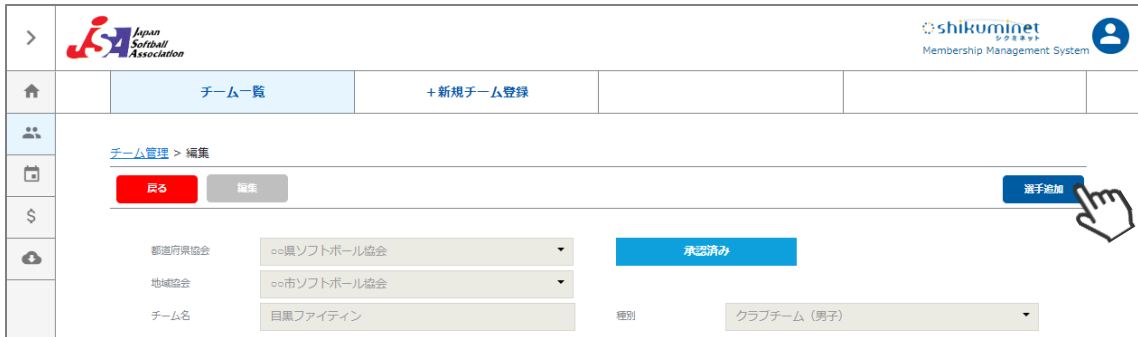 Japan
Softball
Association
shikuminet
シクミネット
Membership Management System
チーム一覧
+新規チーム登録
チーム管理 > 編集
戻る
編集
選手追加
都道府県協会
○○県ソフトボール協会
承認済み
地域協会
○○市ソフトボール協会
チーム名
目黒ファイティン
種別
クラブチーム（男子）